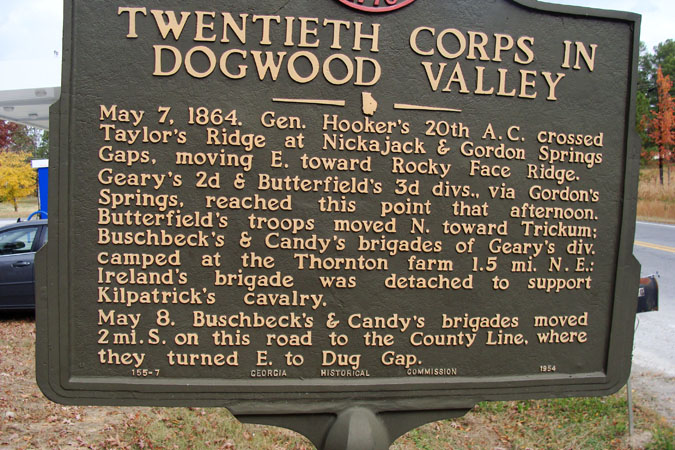 TWENTIETH CORPS IN
DOGWOOD VALLEY
May 7, 1864. Gen. Hooker's 20th A.C. crossed
Taylor's Ridge at Nickajack & Gordon Springs
Gaps, moving E. toward Rocky Face Ridge.
Geary's 2d & Butterfield's 3d divs., via Gordon's
Springs, reached this point that afternoon.
Butterfield's troops moved N. toward Trickum;
Buschbeck's & Candy's brigades of Geary's div.
camped at the Thornton farm 1.5 mi. N.E.:
Ireland's brigade was detached to support
Kilpatrick's cavalry.
May 8. Buschbeck's & Candy's brigades moved
2 mi. S. on this road to the County Line, where
they turned E. to Dug Gap.
155-7 GEORGIA HISTORICAL COMMISSION 1954